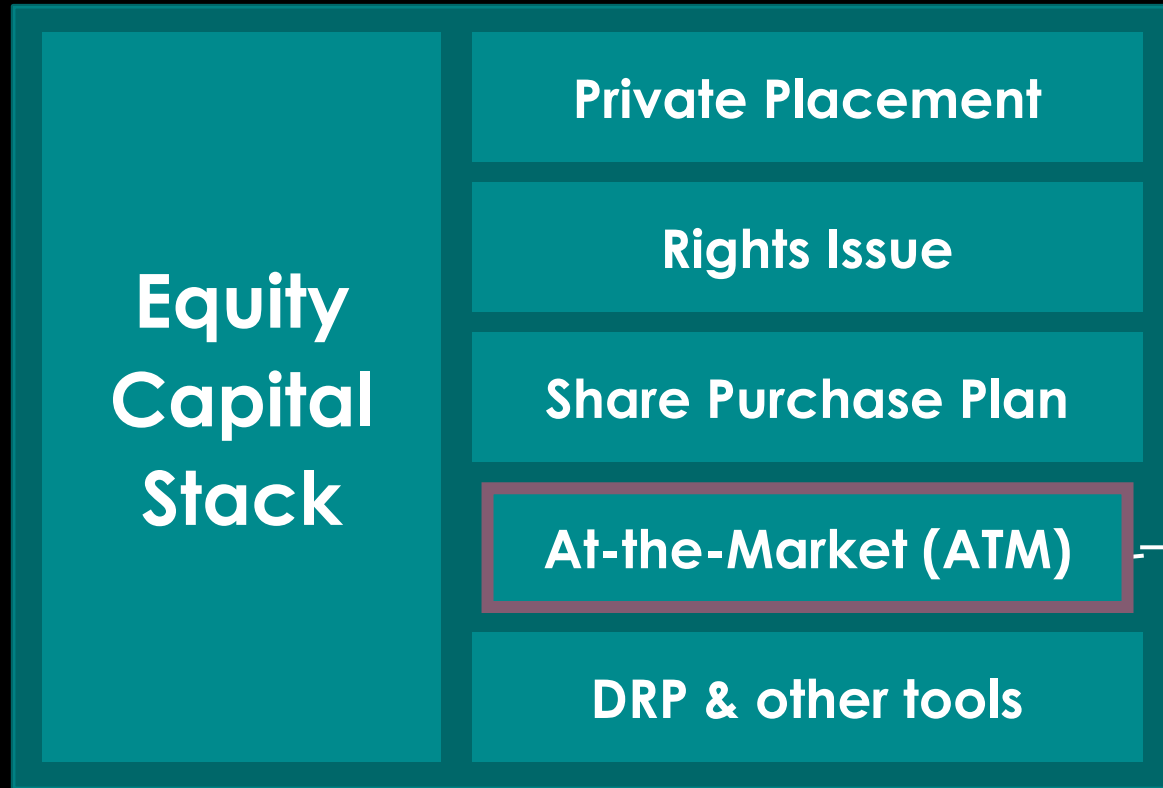 Equity
Capital
Stack
Private Placement
Rights Issue
Share Purchase Plan
At-the-Market (ATM)
DRP & other tools